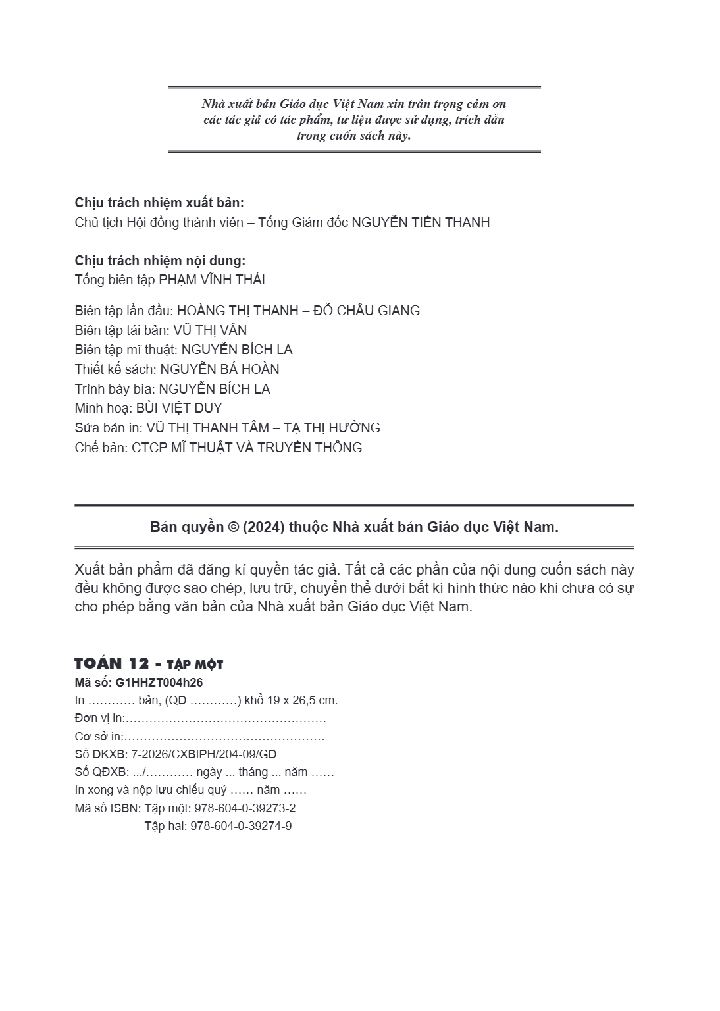 Nhà xuất bản Giáo dục Việt Nam xin trân trọng cảm ơn
các tác giả có tác phẩm, tư liệu được sử dụng, trích dẫn
trong cuốn sách này.
Chịu trách nhiệm xuất bản:
Chủ tịch Hội đồng thành viên – Tổng Giám đốc NGUYỄN TIẾN THANH
Chịu trách nhiệm nội dung:
Tổng biên tập PHẠM VĨNH THÁI
Biên tập lần đầu: HOÀNG THỊ THANH – ĐỖ CHÂU GIANG
Biên tập tái bản: VŨ THỊ VÂN
Biên tập mĩ thuật: NGUYỄN BÍCH LA
Thiết kế sách: NGUYỄN BÁ HOÀN
Trình bày bìa: NGUYỄN BÍCH LA
Minh hoạ: BÙI VIỆT DUY
Sửa bản in: VŨ THỊ THANH TÂM – TẠ THỊ HƯỜNG
Chế bản: CTCP MĨ THUẬT VÀ TRUYỀN THÔNG
Bản quyền © (2024) thuộc Nhà xuất bản Giáo dục Việt Nam.
Xuất bản phẩm đã đăng kí quyền tác giả. Tất cả các phần của nội dung cuốn sách này
đều không được sao chép, lưu trữ, chuyển thể dưới bất kì hình thức nào khi chưa có sự
cho phép bằng văn bản của Nhà xuất bản Giáo dục Việt Nam.
TOÁN 12 - TẬP MỘT
Mã số: G1HHZT004h26
In ………… bản, (QĐ …………) khổ 19 x 26,5 cm.
Đơn vị in:……………………………………………
Cơ sở in:……………………………………………
Số ĐKXB: 7-2026/CXBIPH/204-09/GD
Số QĐXB: .../………… ngày ... tháng ... năm ……
In xong và nộp lưu chiểu quý …… năm ……
Mã số ISBN: Tập một: 978-604-0-39273-2
Tập hai: 978-604-0-39274-9